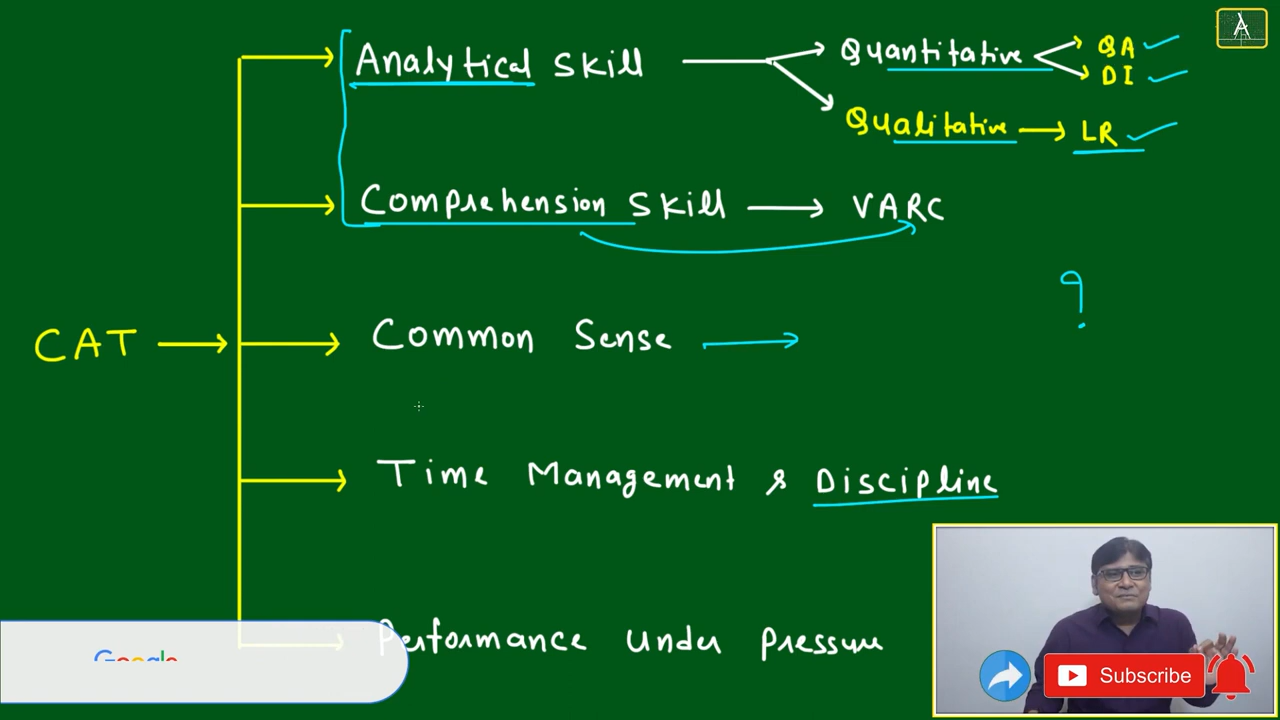 Analytical Skill → Quantitative → QA
DI
Qualitative → LR
Comprehension Skill → VARC
?
CAT → Common Sense →
Time Management & Discipline
Performance Under Pressure
Subscribe